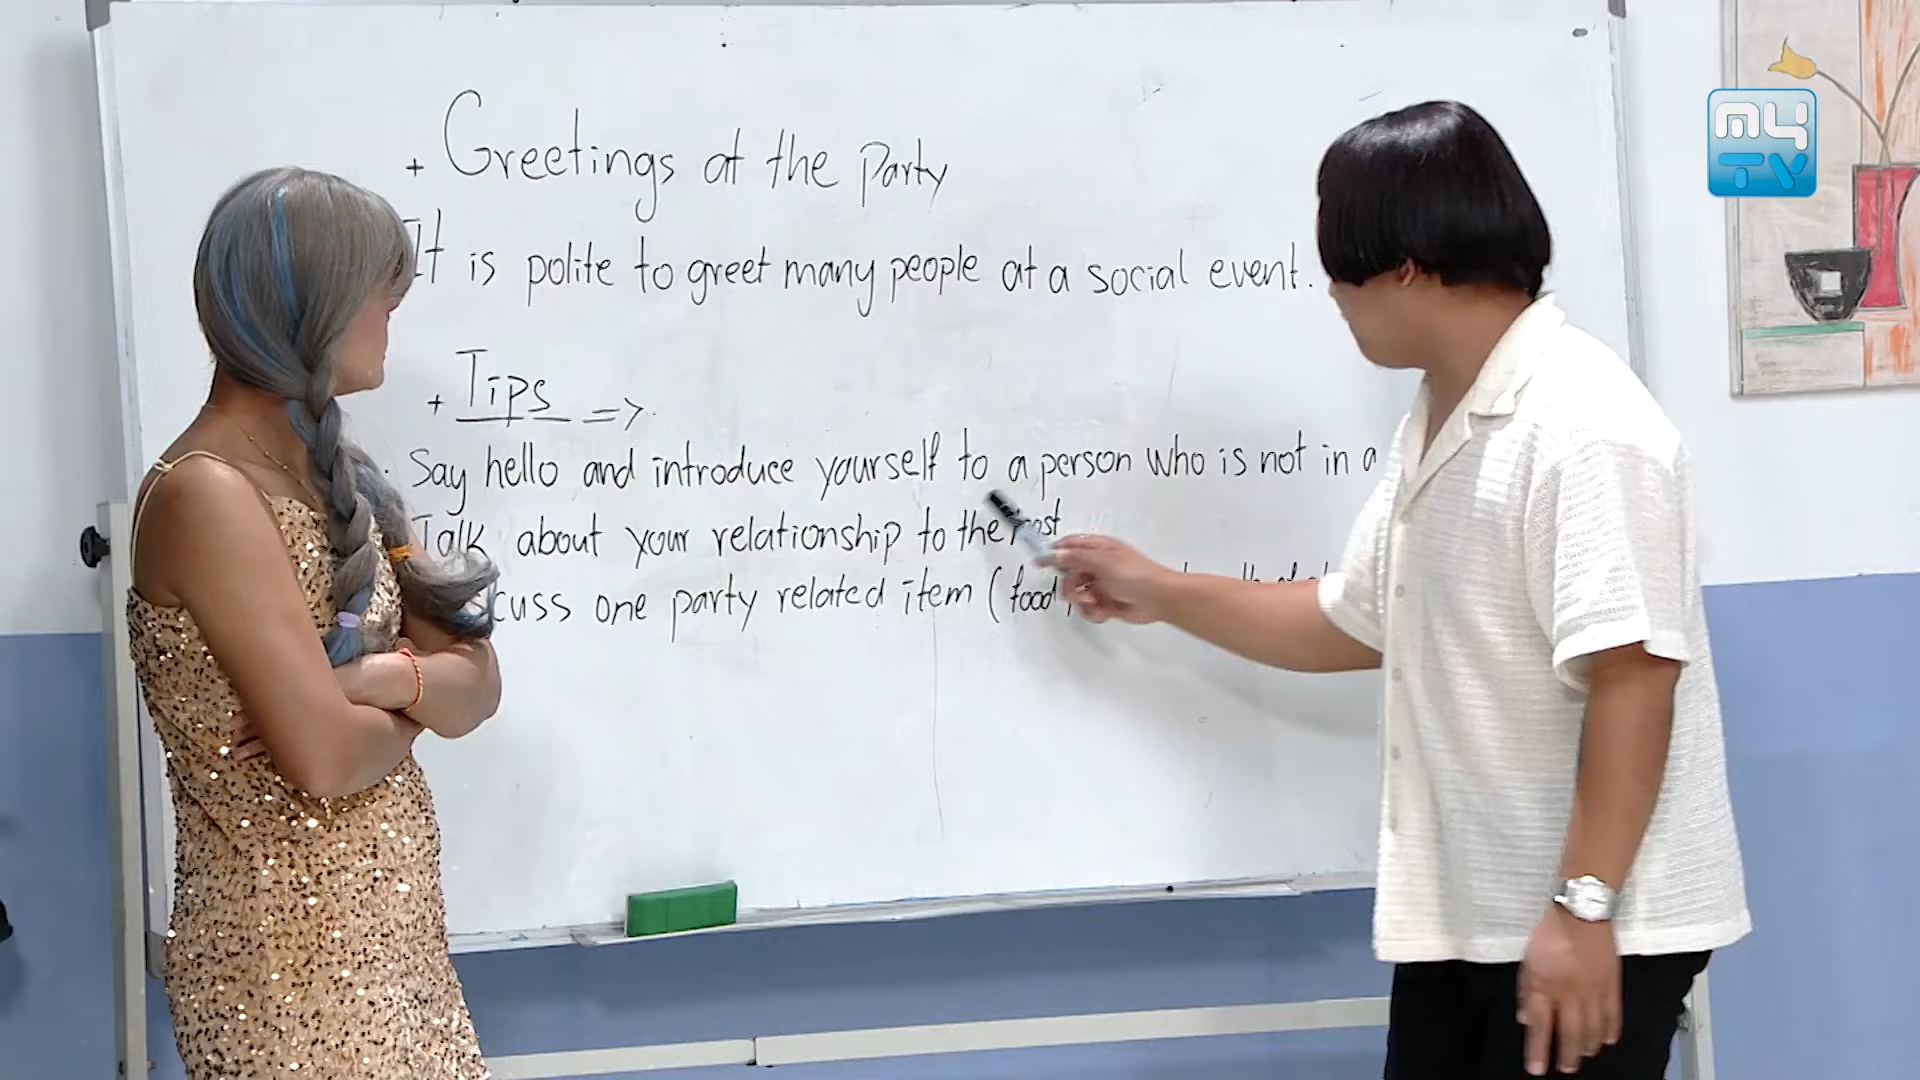 + Greetings at the Party
It is polite to greet many people at a social event.
+ Tips =>
. Say hello and introduce yourself to a person who is not in a
Talk about your relationship to the
one party related item (food
MYTV